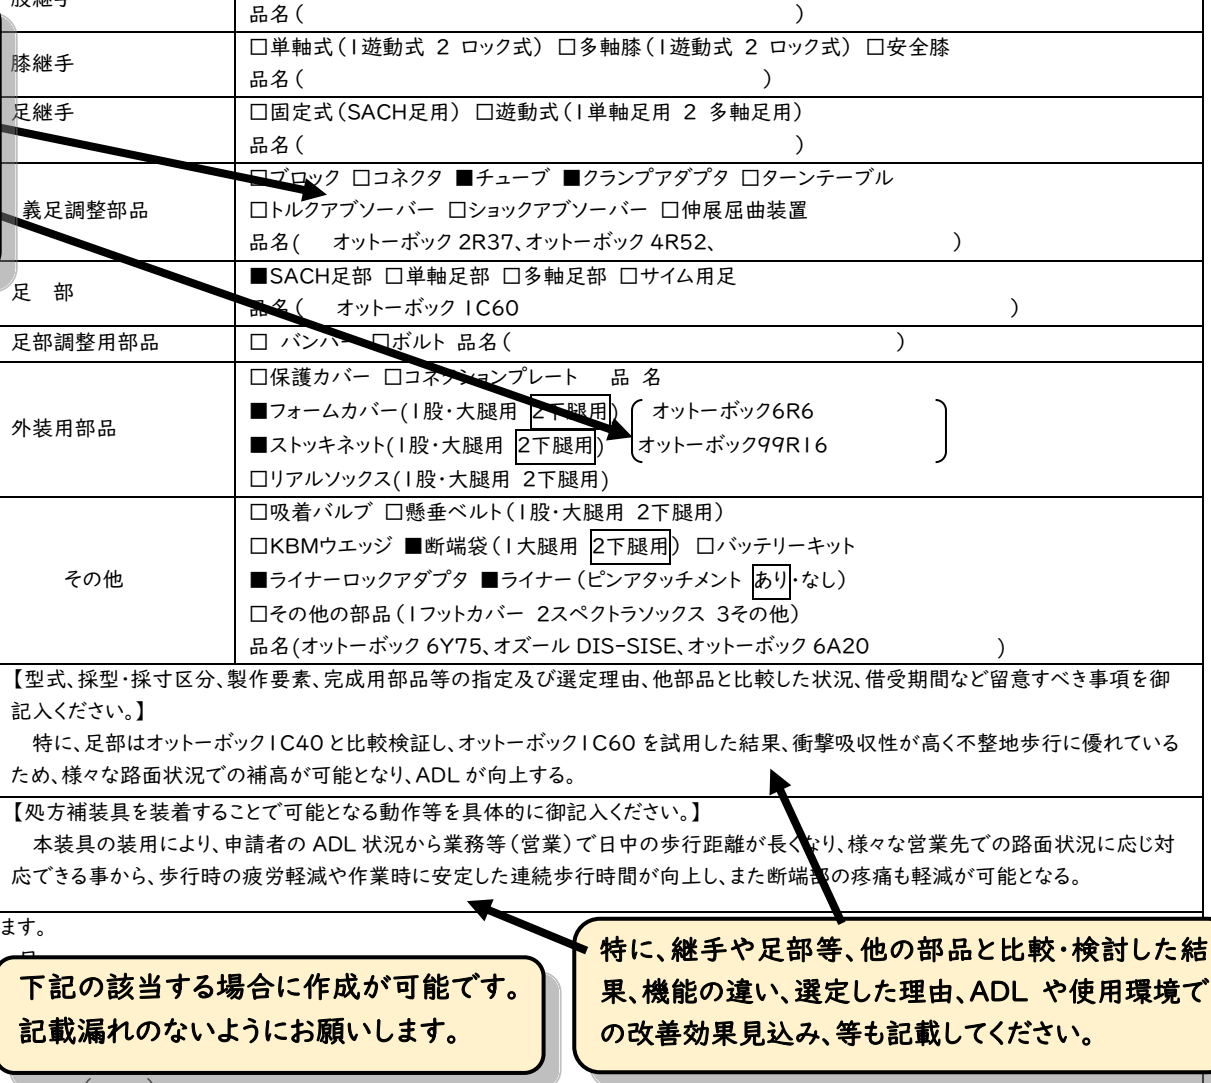 股継手
品名( )
膝継手
□単軸式(1遊動式 2 ロック式) □多軸膝(1遊動式 2 ロック式) □安全膝
品名( )
足継手
□固定式(SACH足用) □遊動式(1単軸足用 2 多軸足用)
品名( )
義足調整部品
□ブロック □コネクタ ■チューブ ■クランプアダプタ □ターンテーブル
□トルクアブソーバー □ショックアブソーバー □伸展屈曲装置
品名( オットーボック 2R37、オットーボック 4R52、 )
足 部
■SACH足部 □単軸足部 □多軸足部 □サイム用足
品名( オットーボック 1C60 )
足部調整用部品
□ バンパー □ボルト 品名( )
外装用部品
□保護カバー □コネクションプレート 品 名
■フォームカバー(1股・大腿用 2下腿用) オットーボック6R6
■ストッキネット(1股・大腿用 2下腿用) オットーボック99R16
□リアルソックス(1股・大腿用 2下腿用)
その他
□吸着バルブ □懸垂ベルト(1股・大腿用 2下腿用)
□KBMウエッジ ■断端袋(1大腿用 2下腿用) □バッテリーキット
■ライナーロックアダプタ ■ライナー(ピンアタッチメント あり・なし)
□その他の部品(1フットカバー 2スペクトラソックス 3その他)
品名(オットーボック 6Y75、オズール DIS-SISE、オットーボック 6A20 )
【型式、採型・採寸区分、製作要素、完成用部品等の指定及び選定理由、他部品と比較した状況、借受期間など留意すべき事項を御
記入ください。】
特に、足部はオットーボック1C40と比較検証し、オットーボック1C60を試用した結果、衝撃吸収性が高く不整地歩行に優れている
ため、様々な路面状況での補高が可能となり、ADLが向上する。
【処方補装具を装着することで可能となる動作等を具体的に御記入ください。】
本装具の装用により、申請者の ADL 状況から業務等(営業)で日中の歩行距離が長くなり、様々な営業先での路面状況に応じ対
応できる事から、歩行時の疲労軽減や作業時に安定した連続歩行時間が向上し、また断端部の疼痛も軽減が可能となる。
ます。
下記の該当する場合に作成が可能です。
記載漏れのないようにお願いします。
特に、継手や足部等、他の部品と比較・検討した結
果、機能の違い、選定した理由、ADL や使用環境で
の改善効果見込み、等も記載してください。